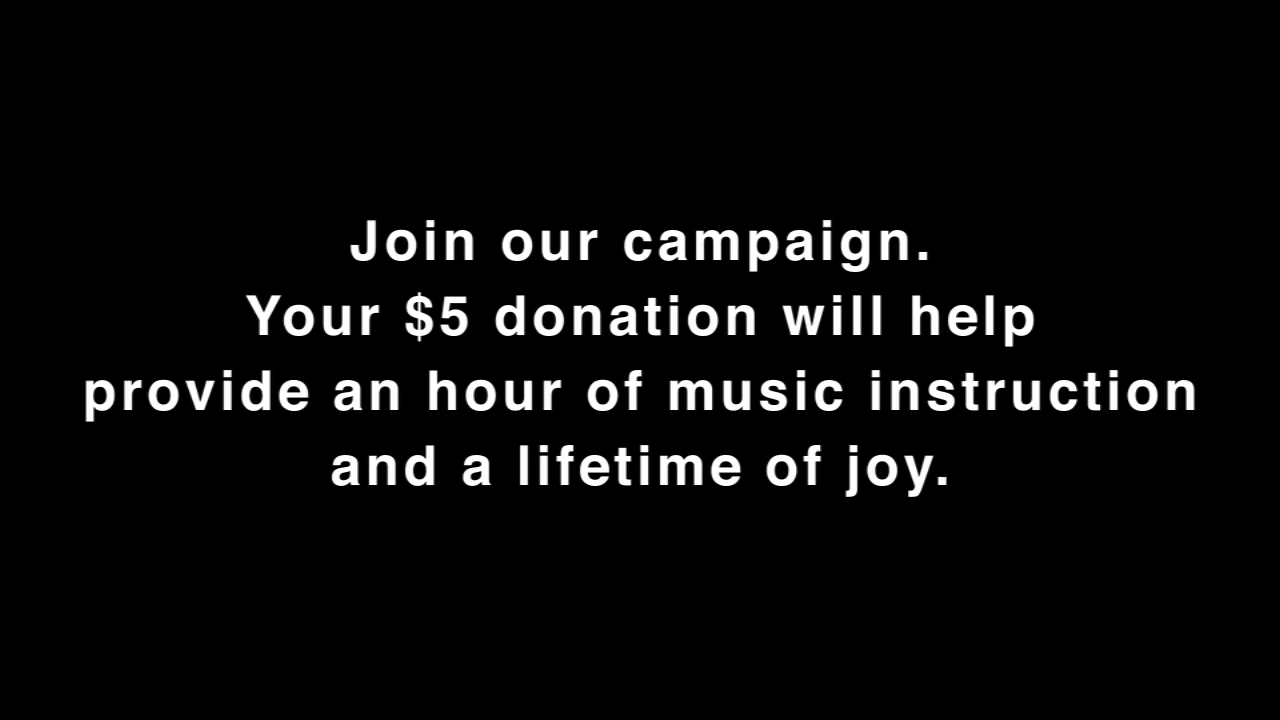 Join our campaign.
Your $5 donation will help
provide an hour of music instruction
and a lifetime of joy.